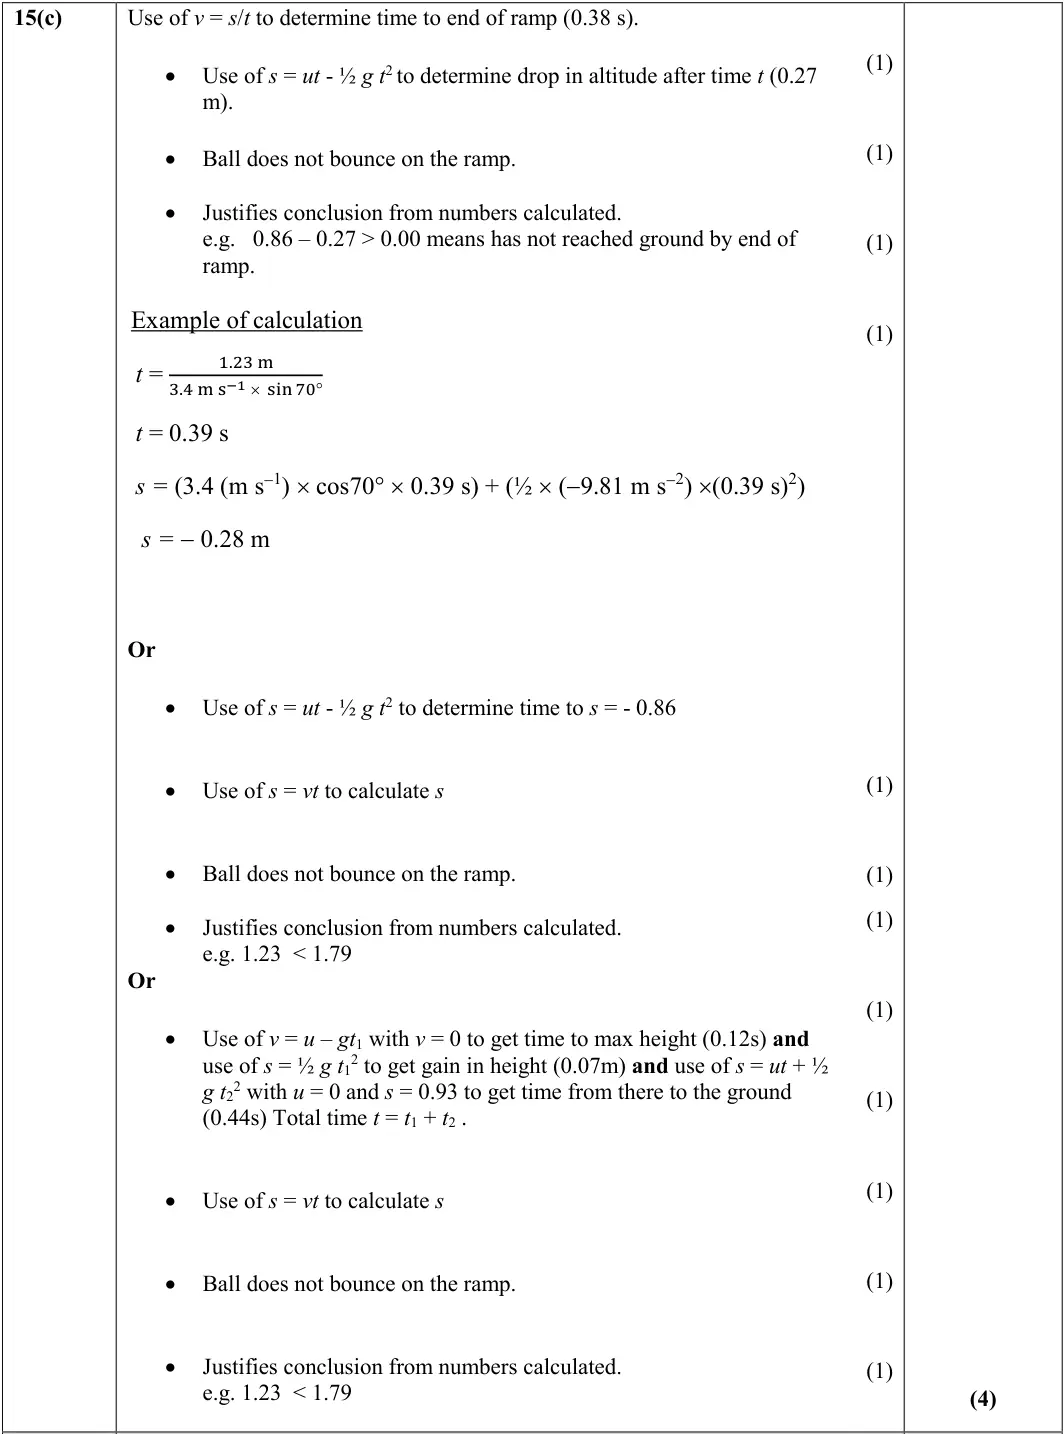 15(c)
Use of v = s/t to determine time to end of ramp (0.38 s).
• Use of s = ut - ½ g t² to determine drop in altitude after time t (0.27
m).
(1)
• Ball does not bounce on the ramp.
(1)
• Justifies conclusion from numbers calculated.
e.g. 0.86 – 0.27 > 0.00 means has not reached ground by end of
ramp.
(1)
Example of calculation
(1)
t = 1.23 m / 3.4 m s⁻¹ × sin 70°
t = 0.39 s
s = (3.4 (m s⁻¹) × cos70° × 0.39 s) + (½ × (−9.81 m s⁻²) ×(0.39 s)²)
s = – 0.28 m
Or
• Use of s = ut - ½ g t² to determine time to s = - 0.86
• Use of s = vt to calculate s
(1)
• Ball does not bounce on the ramp.
(1)
• Justifies conclusion from numbers calculated.
(1)
e.g. 1.23 < 1.79
Or
(1)
• Use of v = u – gt₁ with v = 0 to get time to max height (0.12s) and
use of s = ½ g t₁² to get gain in height (0.07m) and use of s = ut + ½
g t₂² with u = 0 and s = 0.93 to get time from there to the ground
(1)
(0.44s) Total time t = t₁ + t₂ .
• Use of s = vt to calculate s
(1)
• Ball does not bounce on the ramp.
(1)
• Justifies conclusion from numbers calculated.
(1)
e.g. 1.23 < 1.79
(4)